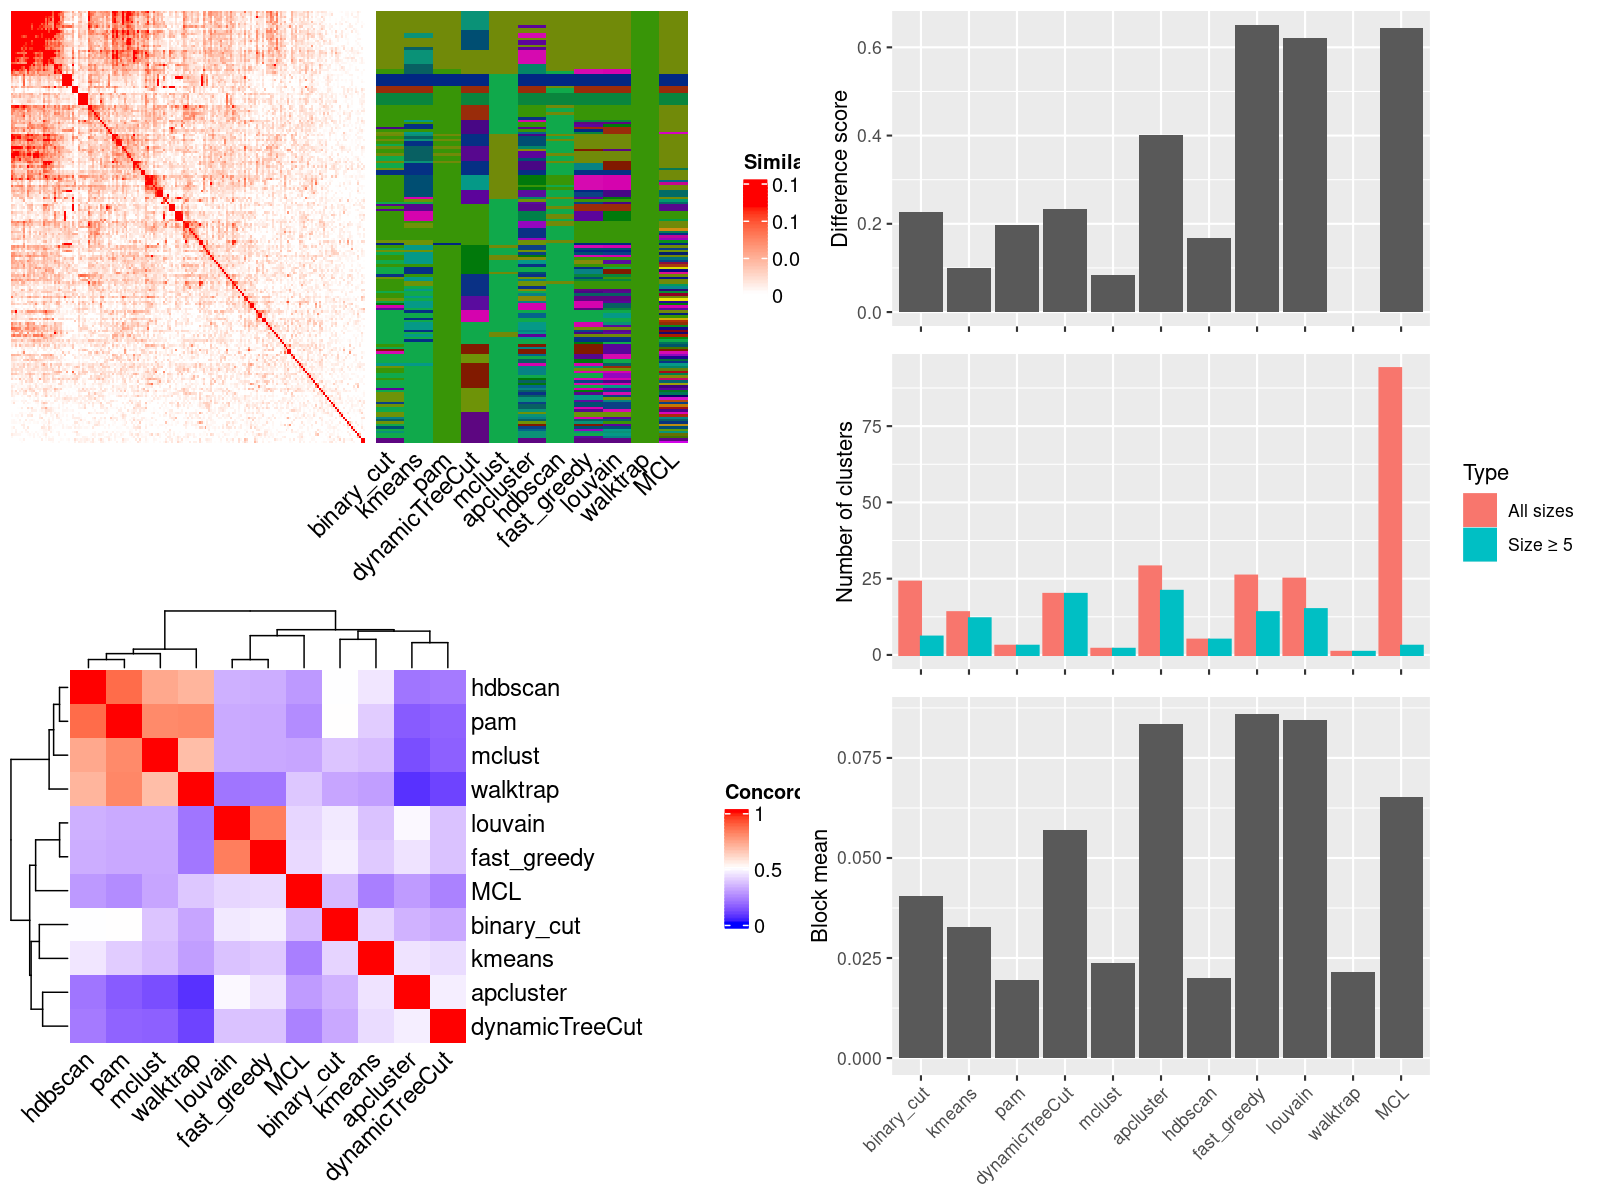 Simila
0.1
0.1
0.0
0
binary_cut
kmeans
pam
dynamicTreeCut
mclust
apcluster
hdbscan
fast_greedy
louvain
walktrap
MCL
hdbscan
pam
mclust
walktrap
louvain
fast_greedy
MCL
binary_cut
kmeans
apcluster
dynamicTreeCut
hdbscan
pam
mclust
walktrap
louvain
fast_greedy
MCL
binary_cut
kmeans
apcluster
dynamicTreeCut
Concord
1
0.5
0
Difference score
0.6
0.4
0.2
0.0
Number of clusters
75
50
25
0
Type
All sizes
Size ≥ 5
Block mean
0.075
0.050
0.025
0.000
binary_cut
kmeans
pam
dynamicTreeCut
mclust
apcluster
hdbscan
fast_greedy
louvain
walktrap
MCL